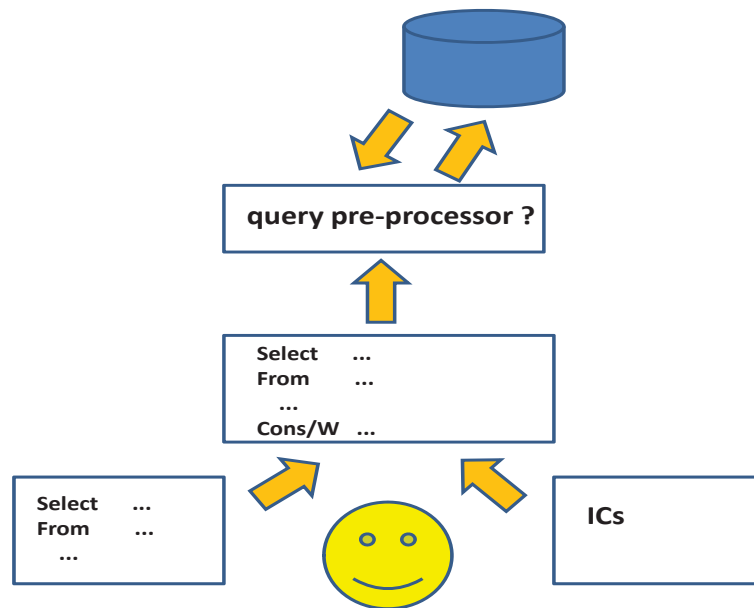 query pre-processor ?
Select ...
From ...
...
Cons/W ...
Select ...
From ...
...
ICs